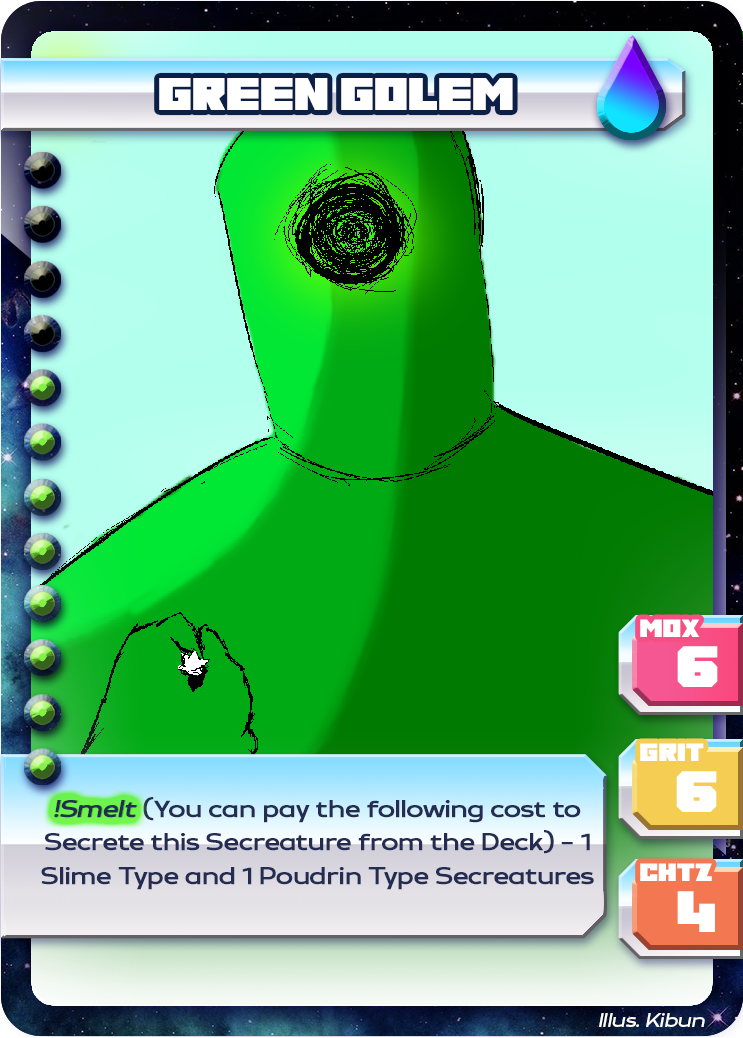 GREEN GOLEM
MOX
6
GRIT
6
CHTZ
4
!Smelt (You can pay the following cost to
Secrete this Secreature from the Deck) - 1
Slime Type and 1 Poudrin Type Secreatures
Illus. Kibun